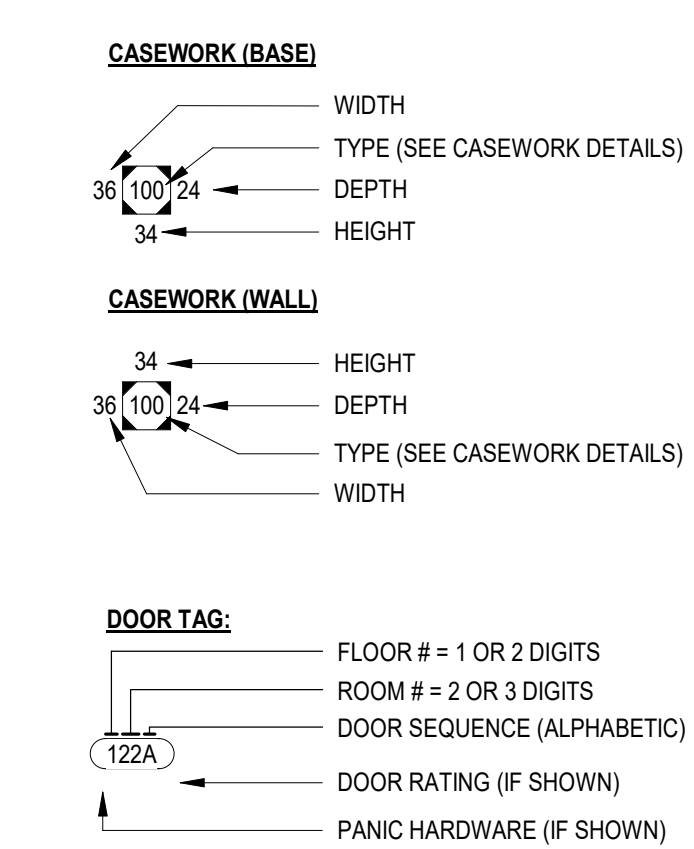 CASEWORK (BASE)
WIDTH
TYPE (SEE CASEWORK DETAILS)
36 100 24 DEPTH
34 HEIGHT
CASEWORK (WALL)
34 HEIGHT
36 100 24 DEPTH
TYPE (SEE CASEWORK DETAILS)
WIDTH
DOOR TAG:
FLOOR # = 1 OR 2 DIGITS
ROOM # = 2 OR 3 DIGITS
DOOR SEQUENCE (ALPHABETIC)
122A
DOOR RATING (IF SHOWN)
PANIC HARDWARE (IF SHOWN)